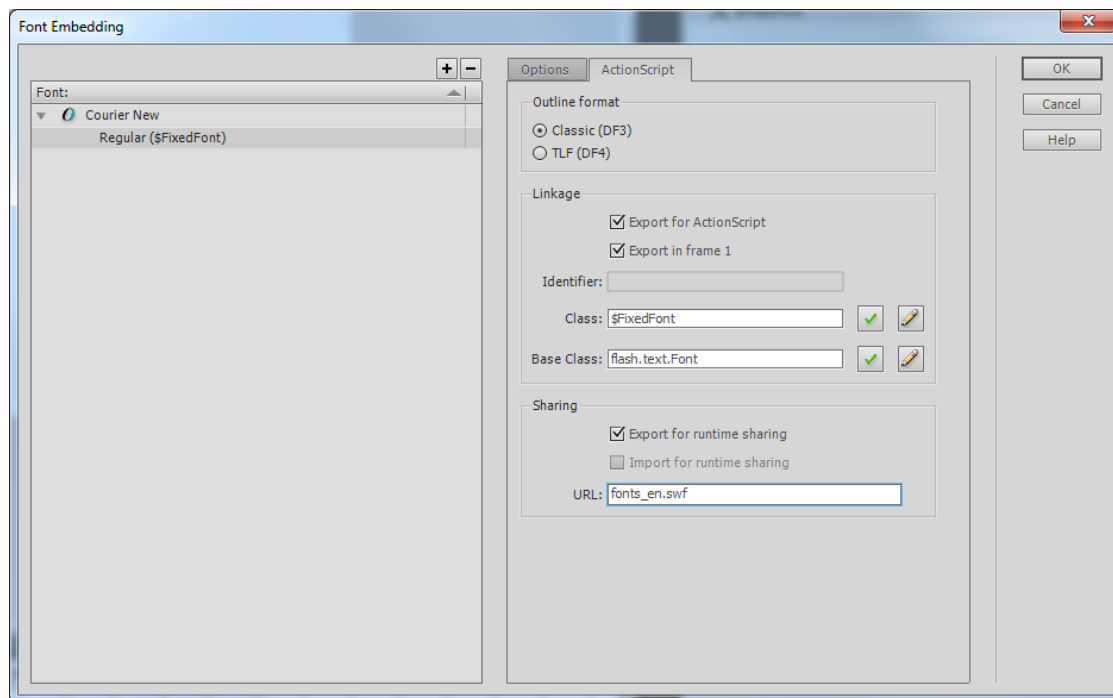 Font Embedding
Font:
Courier New
Regular ($FixedFont)
Options
ActionScript
Outline format
Classic (DF3)
TLF (DF4)
Linkage
Export for ActionScript
Export in frame 1
Identifier:
Class: $FixedFont
Base Class: flash.text.Font
Sharing
Export for runtime sharing
Import for runtime sharing
URL: fonts_en.swf
OK
Cancel
Help